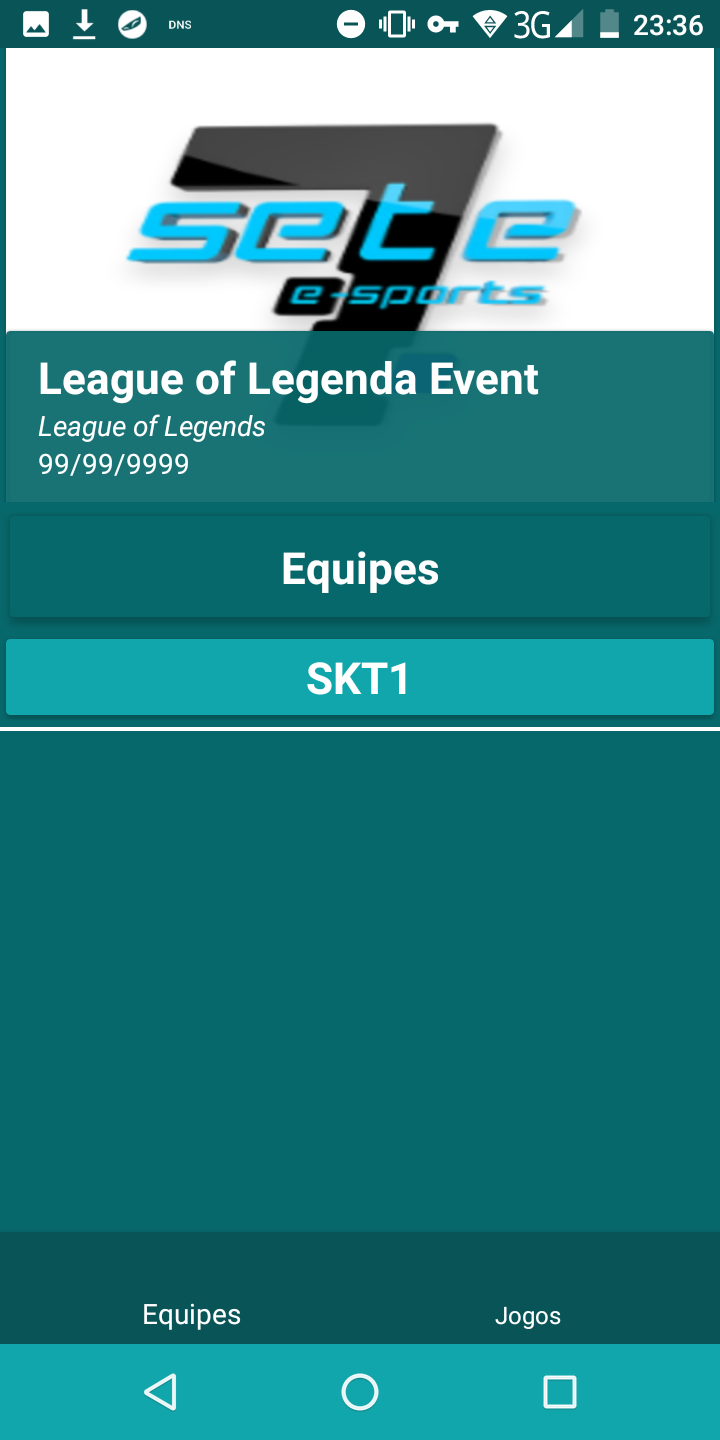 DNS 3G 23:36
sete
e-sports
League of Legenda Event
League of Legends
99/99/9999
Equipes
SKT1
Equipes Jogos